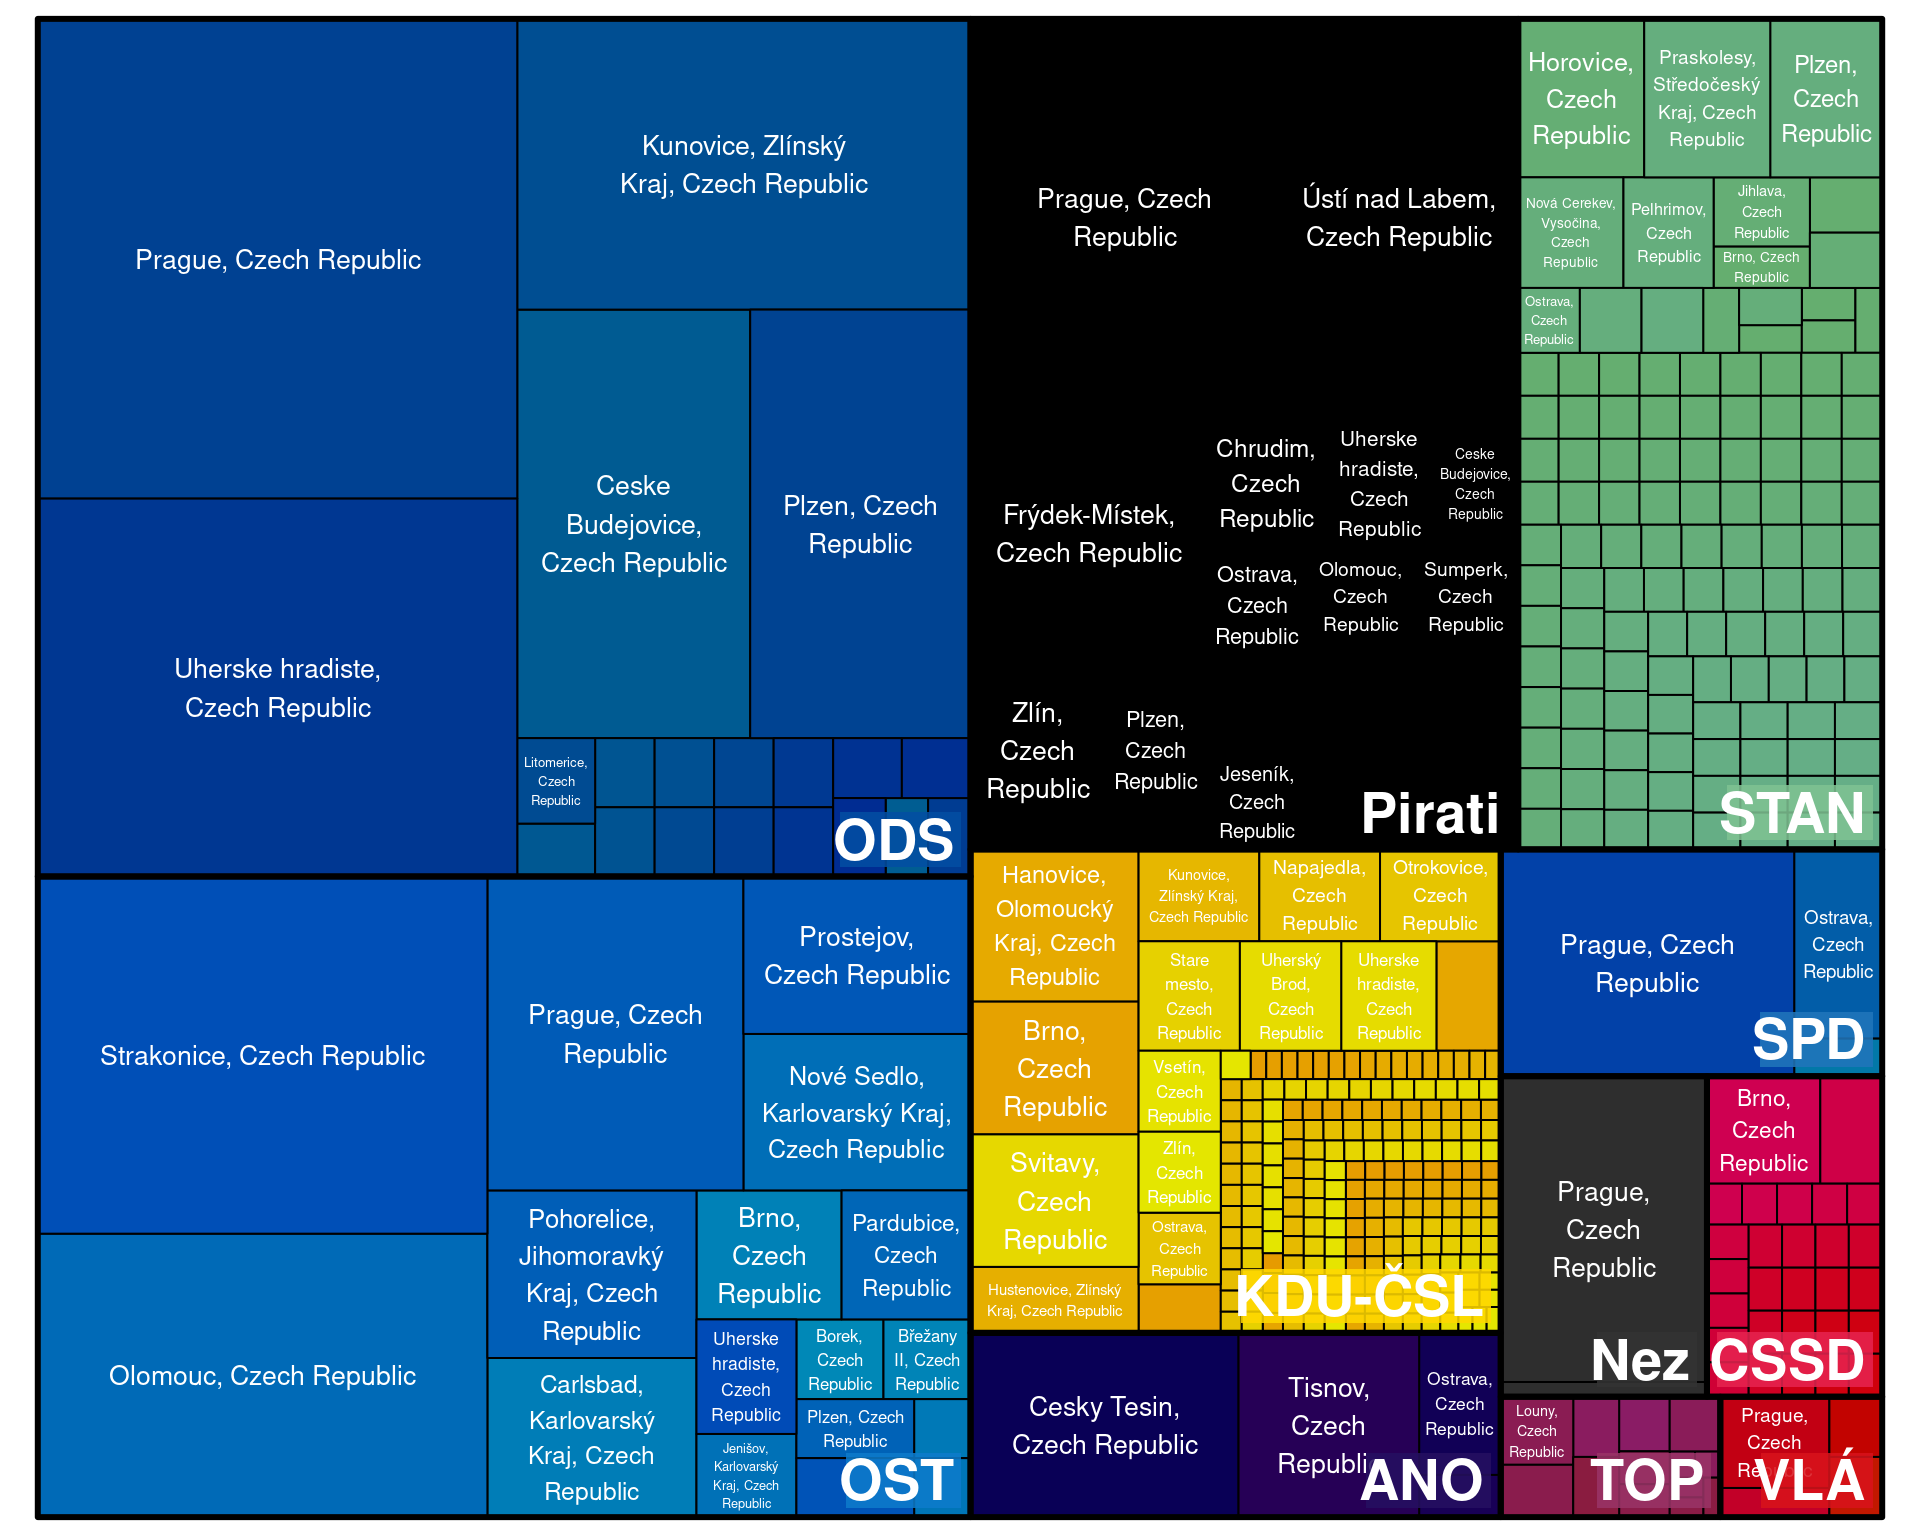 Prague, Czech Republic
Kunovice, Zlínský
Kraj, Czech Republic
Uherske hradiste,
Czech Republic
Ceske
Budejovice,
Czech Republic
Plzen, Czech
Republic
Litomerice,
Czech
Republic
ODS
Prague, Czech
Republic
Ústí nad Labem,
Czech Republic
Frýdek-Místek,
Czech Republic
Chrudim,
Czech
Republic
Uherske
hradiste,
Czech
Republic
Ceske
Budejovice,
Czech
Republic
Ostrava,
Czech
Republic
Olomouc,
Czech
Republic
Sumperk,
Czech
Republic
Zlín,
Czech
Republic
Plzen,
Czech
Republic
Jeseník,
Czech
Republic
Pirati
Horovice,
Czech
Republic
Praskolesy,
Středočeský
Kraj, Czech
Republic
Plzen,
Czech
Republic
Nová Cerekev,
Vysočina,
Czech
Republic
Pelhrimov,
Czech
Republic
Jihlava,
Czech
Republic
Brno, Czech
Republic
Ostrava,
Czech
Republic
STAN
Strakonice, Czech Republic
Olomouc, Czech Republic
Prague, Czech
Republic
Prostejov,
Czech Republic
Nové Sedlo,
Karlovarský Kraj,
Czech Republic
Pohorelice,
Jihomoravký
Kraj, Czech
Republic
Brno,
Czech
Republic
Pardubice,
Czech
Republic
Carlsbad,
Karlovarský
Kraj, Czech
Republic
Uherske
hradiste,
Czech
Republic
Borek,
Czech
Republic
Břežany
II, Czech
Republic
Plzen, Czech
Republic
Jenišov,
Karlovarský
Kraj, Czech
Republic
OST
Hanovice,
Olomoucký
Kraj, Czech
Republic
Kunovice,
Zlínský Kraj,
Czech Republic
Napajedla,
Czech
Republic
Otrokovice,
Czech
Republic
Brno,
Czech
Republic
Stare
mesto,
Czech
Republic
Uherský
Brod,
Czech
Republic
Uherske
hradiste,
Czech
Republic
Svitavy,
Czech
Republic
Vsetín,
Czech
Republic
Zlín,
Czech
Republic
Ostrava,
Czech
Republic
Hustenovice, Zlínský
Kraj, Czech Republic
KDU-ČSL
Cesky Tesin,
Czech Republic
Tisnov,
Czech
Republic
Ostrava,
Czech
Republic
ANO
Prague, Czech
Republic
Ostrava,
Czech
Republic
SPD
Prague,
Czech
Republic
Nez
Brno,
Czech
Republic
CSSD
Louny,
Czech
Republic
TOP
Prague,
Czech
Republic
VLÁ